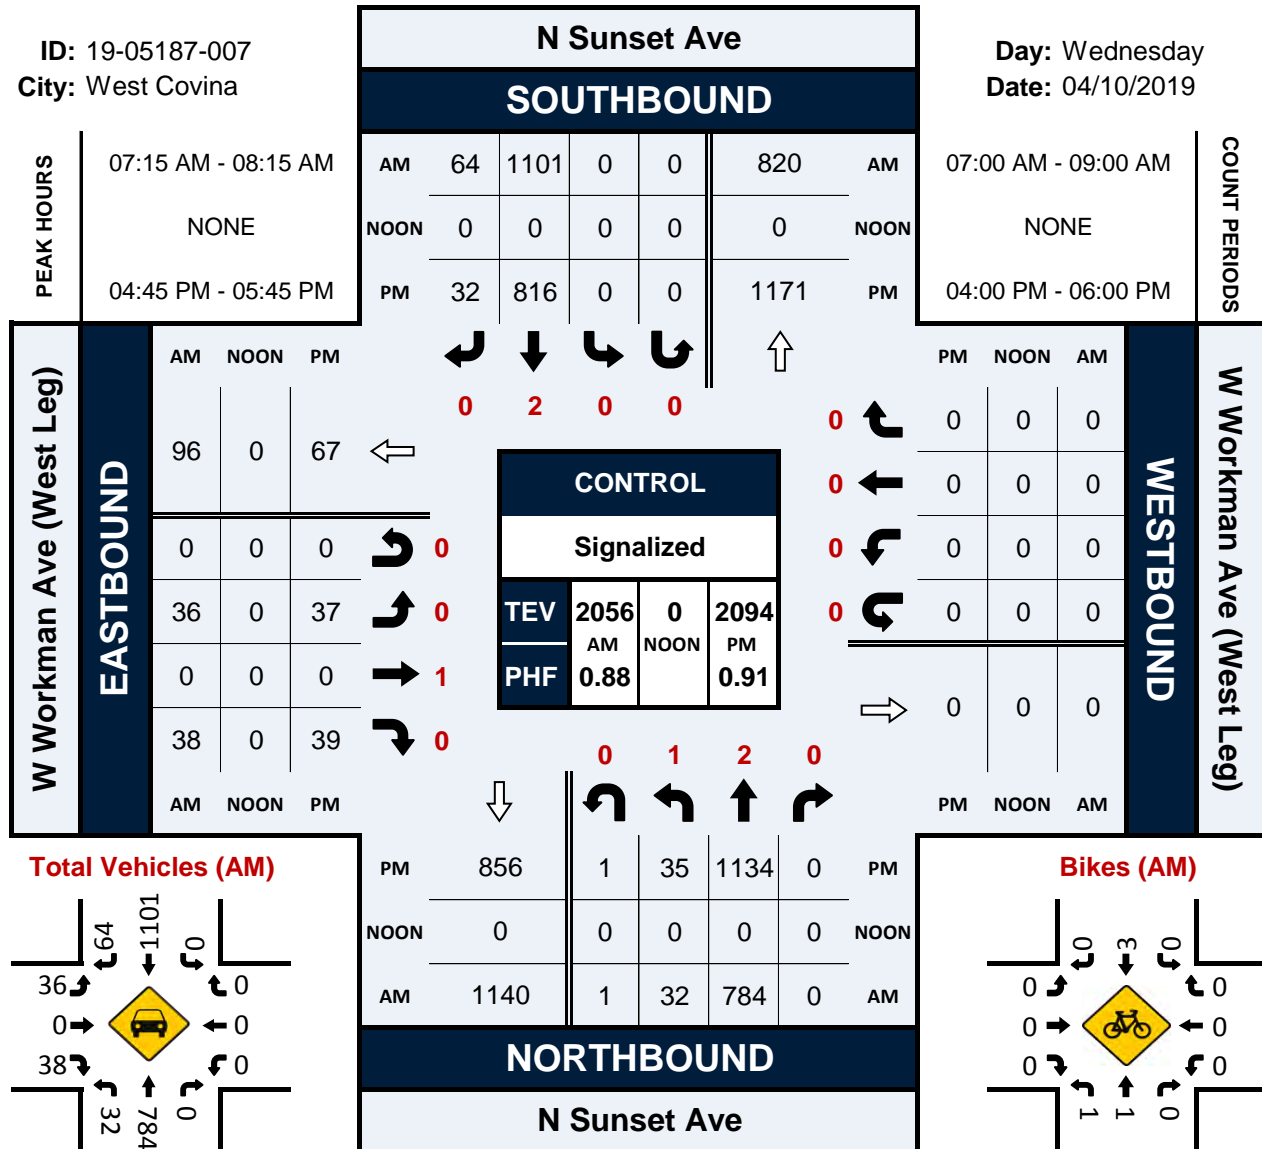 N Sunset Ave
ID: 19-05187-007
City: West Covina
Day: Wednesday
Date: 04/10/2019
SOUTHBOUND
PEAK HOURS
07:15 AM - 08:15 AM
NONE
04:45 PM - 05:45 PM
AM 64 1101 0 0 820 AM
NOON 0 0 0 0 0 NOON
PM 32 816 0 0 1171 PM
07:00 AM - 09:00 AM
NONE
04:00 PM - 06:00 PM
COUNT PERIODS
0 2 0 0
W Workman Ave (West Leg)
EASTBOUND
AM NOON PM
96 0 67
0 0 0 0
36 0 37 0
0 0 0 1
38 0 39 0
AM NOON PM
CONTROL
Signalized
TEV 2056 0 2094
AM NOON PM
PHF 0.88 0.91
PM NOON AM
0 0 0 0
0 0 0 0
0 0 0 0
0 0 0 0
0 0 0
PM NOON AM
WESTBOUND
W Workman Ave (West Leg)
0 1 2 0
PM 856 1 35 1134 0 PM
NOON 0 0 0 0 0 NOON
AM 1140 1 32 784 0 AM
NORTHBOUND
N Sunset Ave
Total Vehicles (AM)
64 1101 0
36 0
0 0
38 0
32 784 0
Bikes (AM)
0 3 0
0 0
0 0
0 0
1 1 0